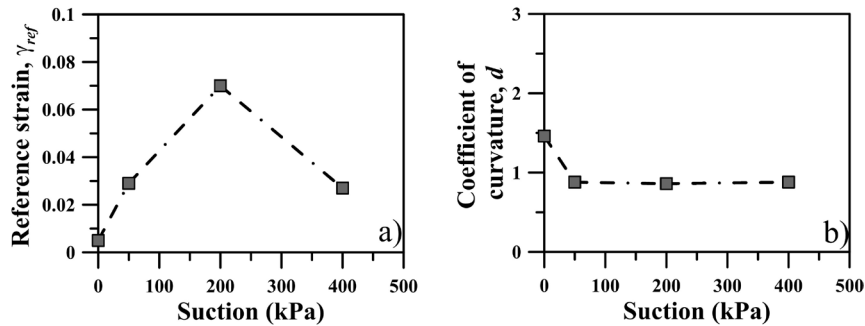 0.1
0.08
0.06
0.04
0.02
0
Reference strain, γref
0 100 200 300 400 500
Suction (kPa)
a)
3
2
1
0
Coefficient of
curvature, d
0 100 200 300 400 500
Suction (kPa)
b)